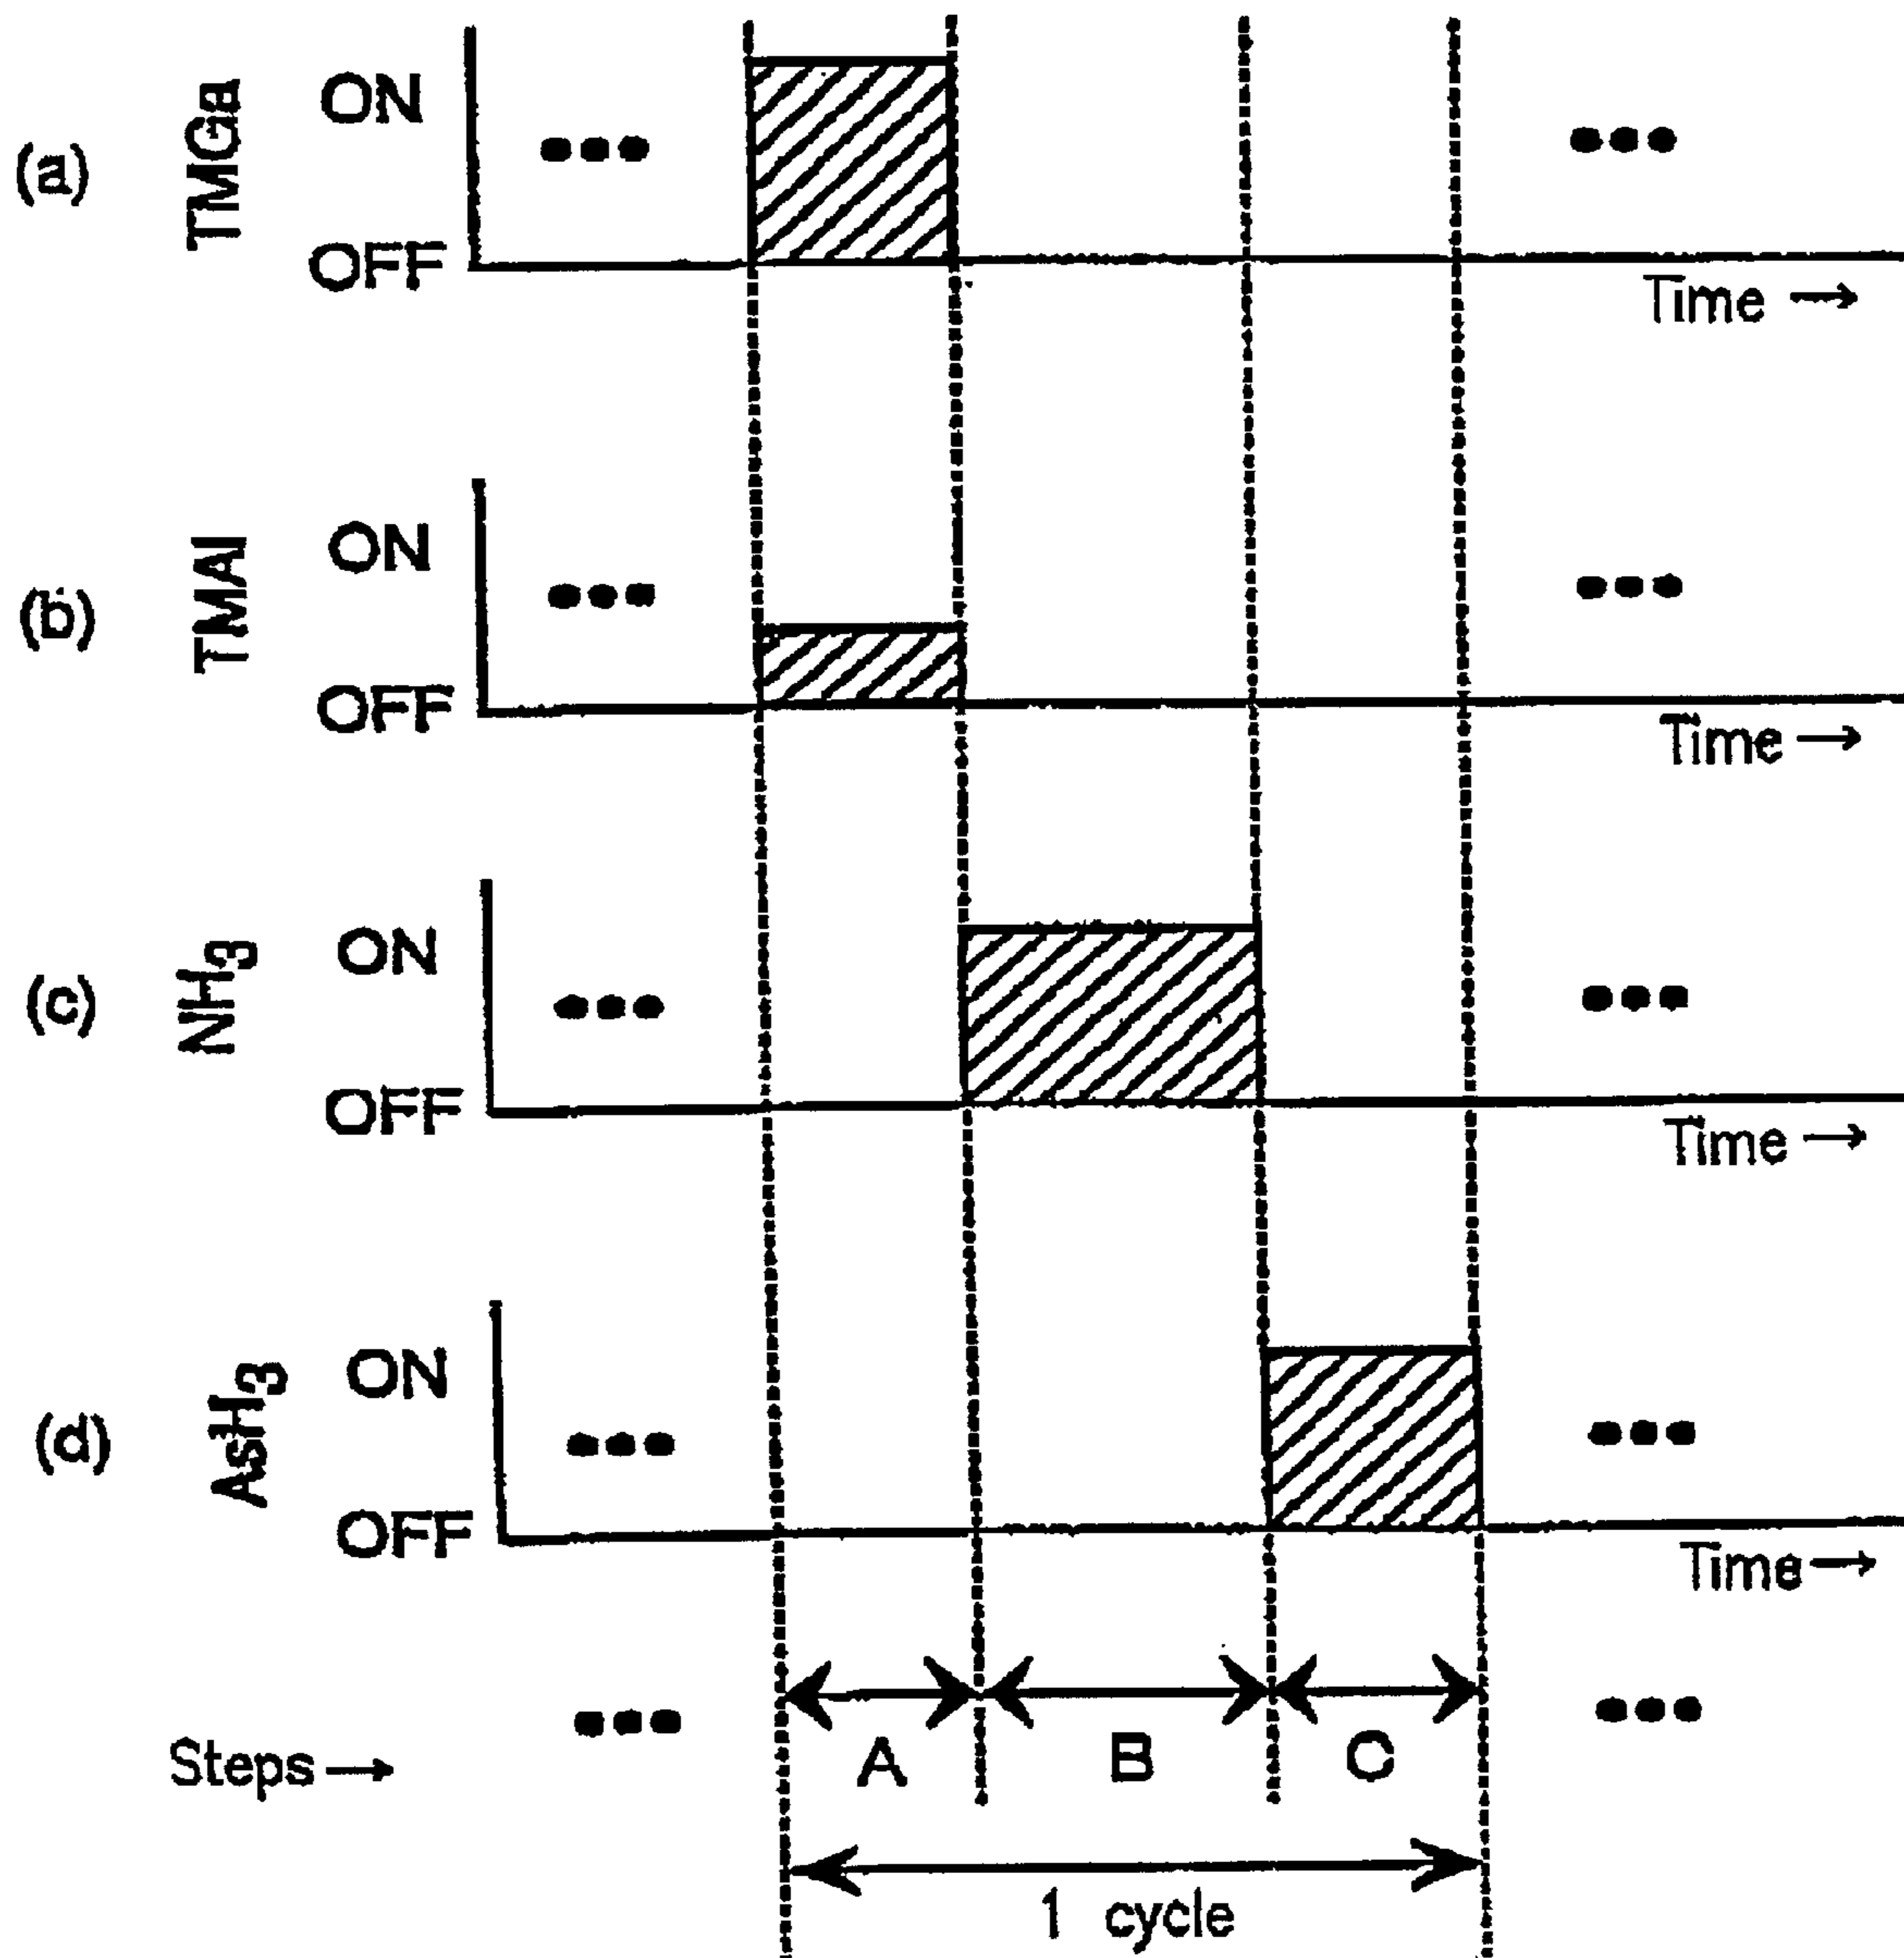 (a)
TMGa
ON
OFF
Time →
(b)
TMAl
ON
OFF
Time →
(c)
NH3
ON
OFF
Time →
(d)
AsH3
ON
OFF
Time →
Steps →
A
B
C
1 cycle